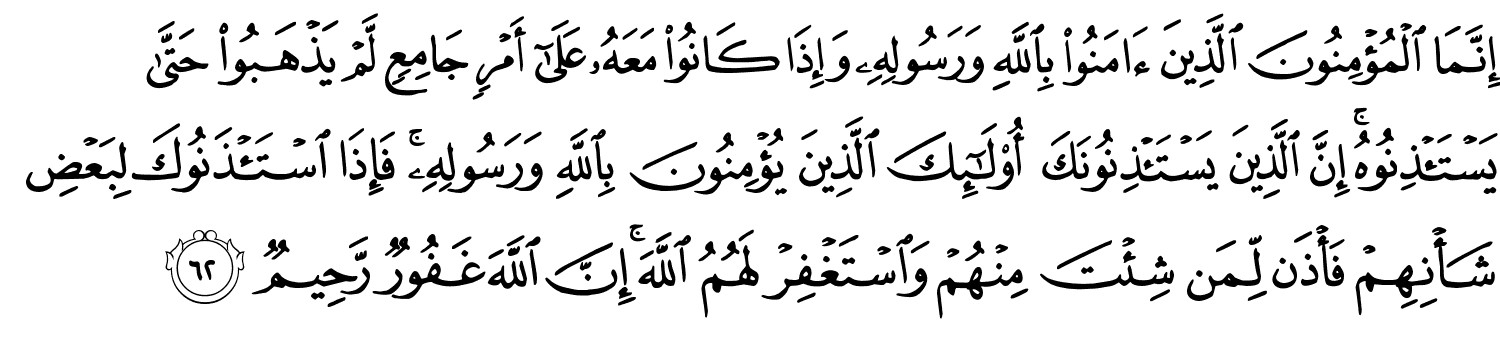 إِنَّمَا ٱلْمُؤْمِنُونَ ٱلَّذِينَ ءَامَنُوا۟ بِٱللَّهِ وَرَسُولِهِۦ وَإِذَا كَانُوا۟ مَعَهُۥ عَلَىٰٓ أَمْرٍ جَامِعٍ لَّمْ يَذْهَبُوا۟ حَتَّىٰ
يَسْتَـْٔذِنُوهُ ۚ إِنَّ ٱلَّذِينَ يَسْتَـْٔذِنُونَكَ أُو۟لَـٰٓئِكَ ٱلَّذِينَ يُؤْمِنُونَ بِٱللَّهِ وَرَسُولِهِۦ ۚ فَإِذَا ٱسْتَـْٔذَنُوكَ لِبَعْضِ
شَأْنِهِمْ فَأْذَن لِّمَن شِئْتَ مِنْهُمْ وَٱسْتَغْفِرْ لَهُمُ ٱللَّهَ ۚ إِنَّ ٱللَّهَ غَفُورٌ رَّحِيمٌ ٦٢